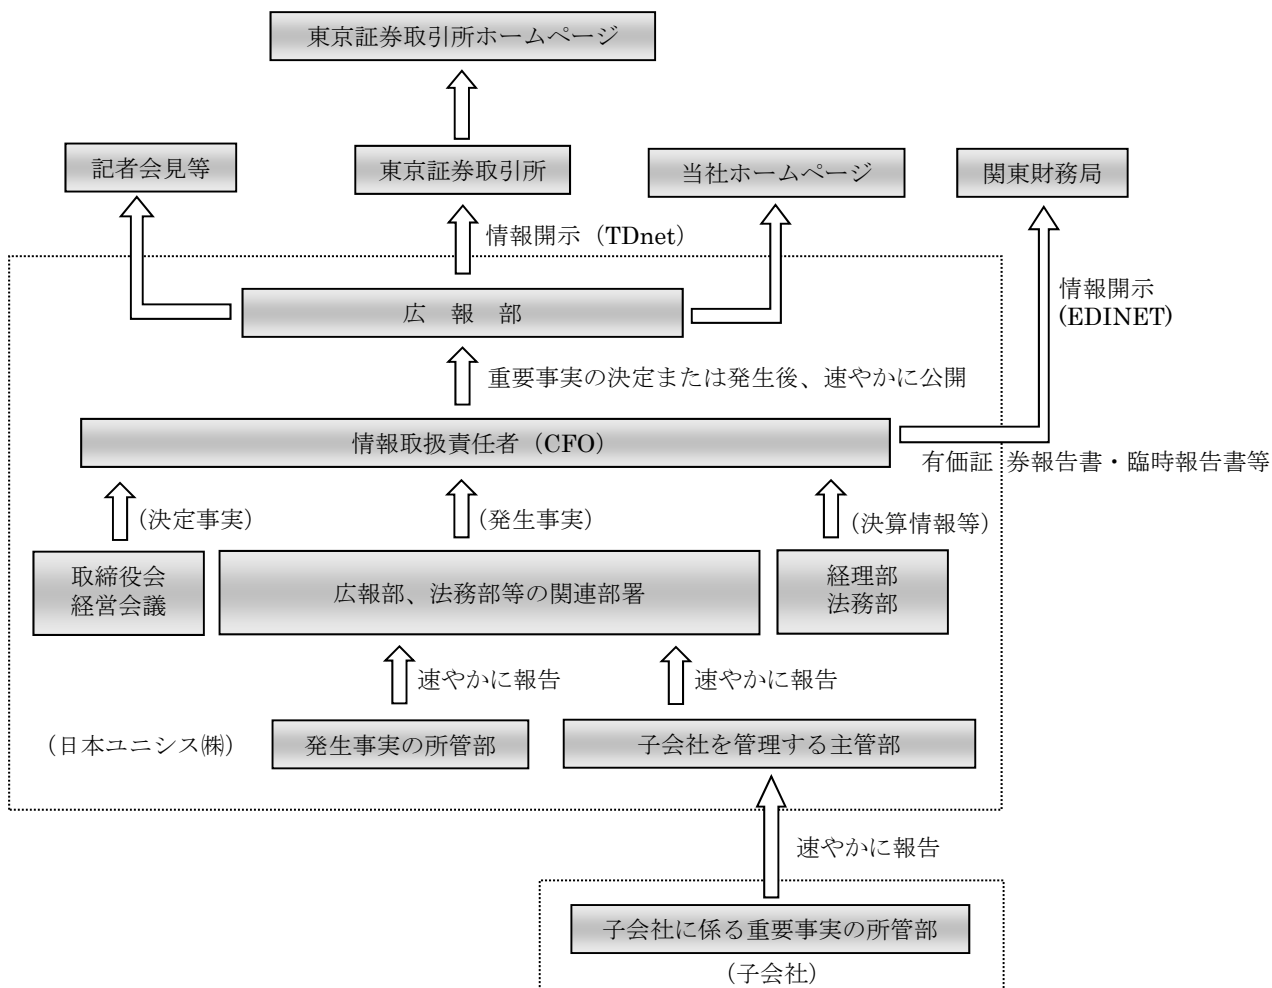 東京証券取引所ホームページ
記者会見等
東京証券取引所
当社ホームページ
関東財務局
情報開示（TDnet）
情報開示
(EDINET)
広　報　部
重要事実の決定または発生後、速やかに公開
情報取扱責任者（CFO）
有価証 券報告書・臨時報告書等
(決定事実)
(発生事実)
(決算情報等)
取締役会
経営会議
広報部、法務部等の関連部署
経理部
法務部
速やかに報告
速やかに報告
（日本ユニシス㈱）
発生事実の所管部
子会社を管理する主管部
速やかに報告
子会社に係る重要事実の所管部
（子会社）